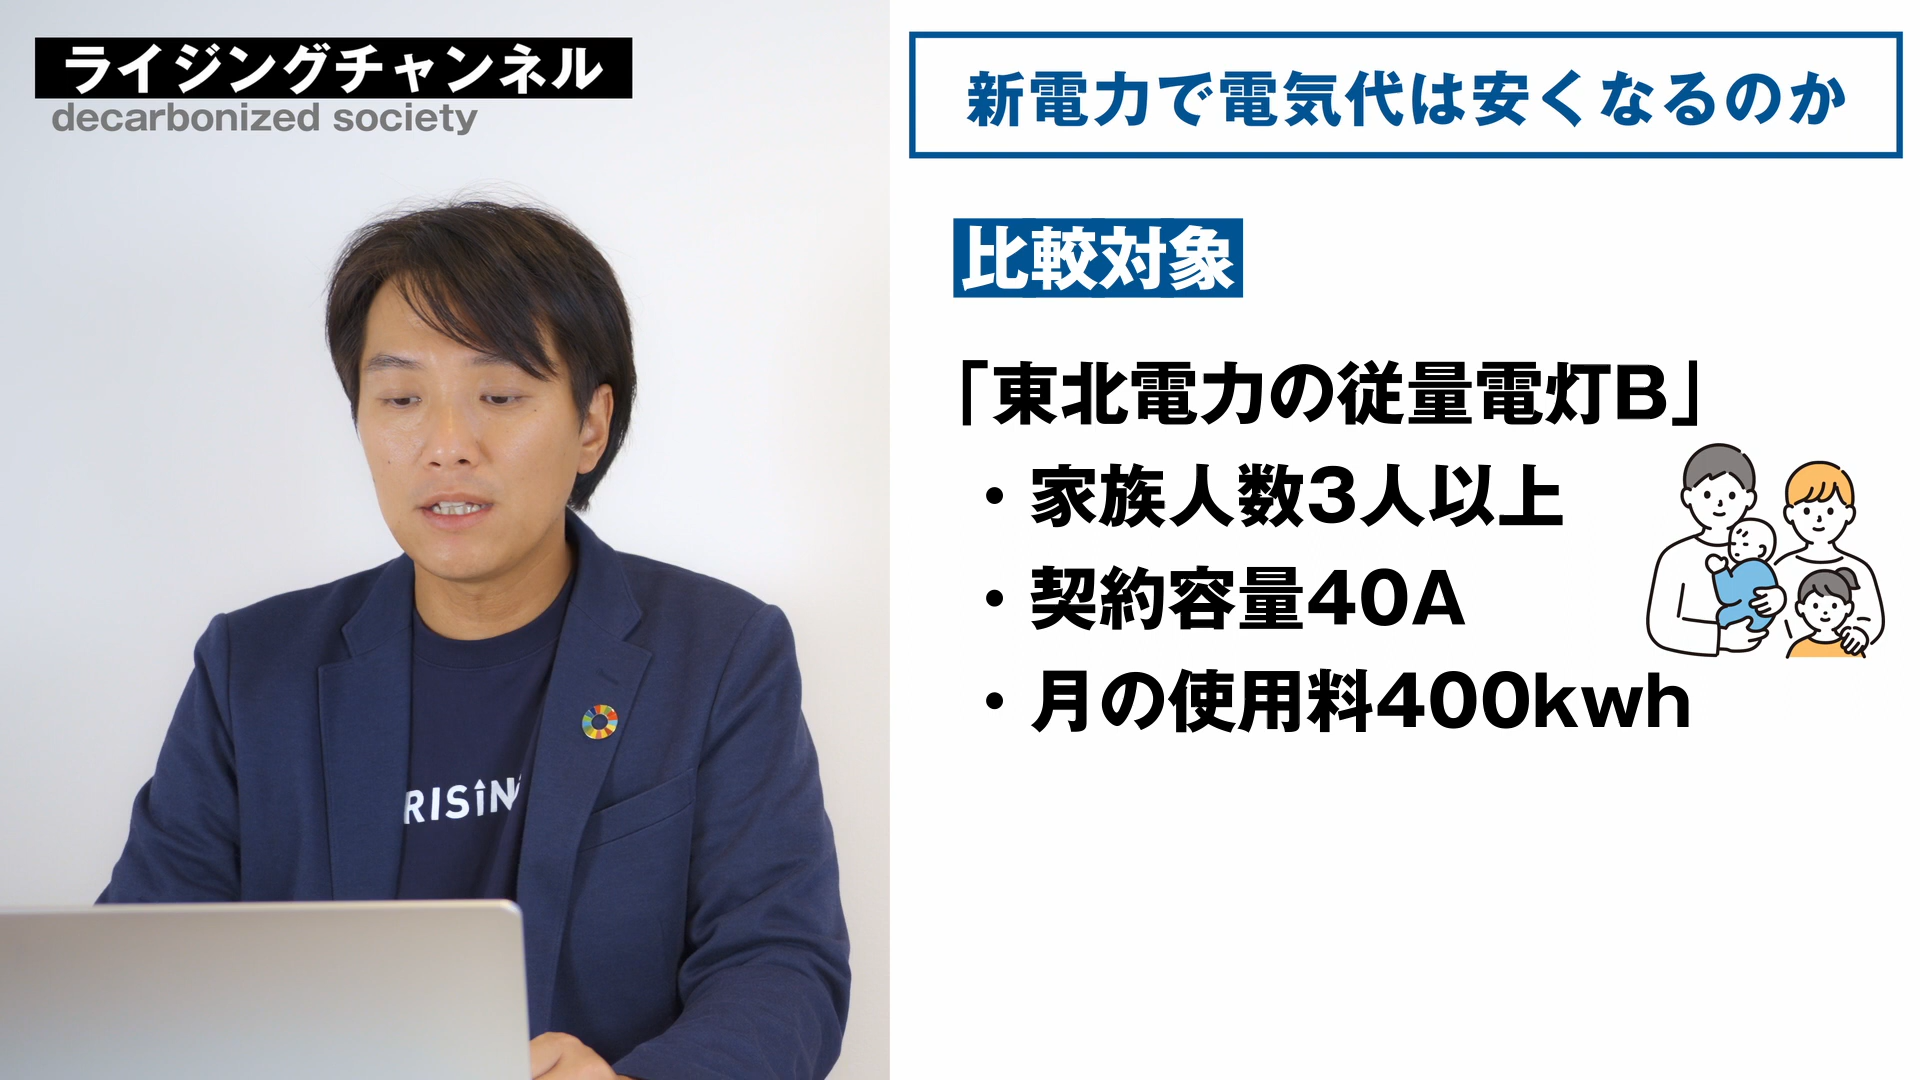 ライジングチャンネル
decarbonized society
新電力で電気代は安くなるのか
比較対象
「東北電力の従量電灯B」
・家族人数3人以上
・契約容量40A
・月の使用料400kwh
RISIN